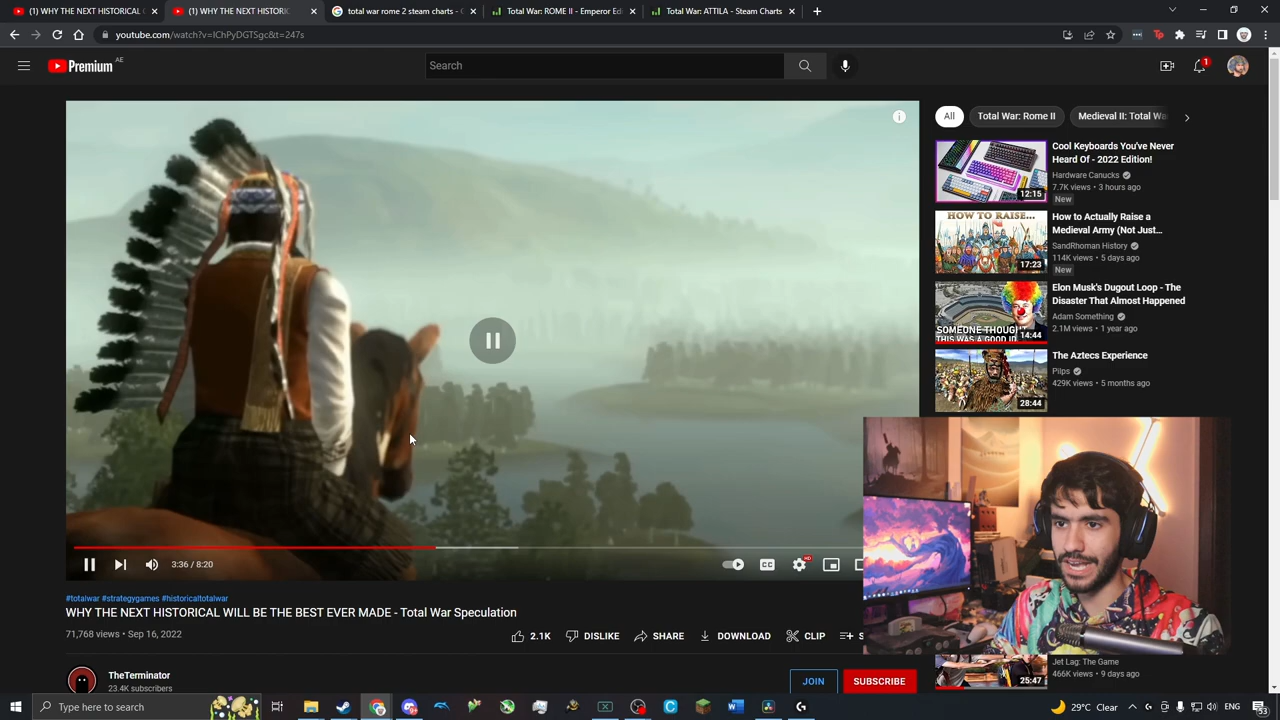 (1) WHY THE NEXT HISTORICAL
(1) WHY THE NEXT HISTORIC
total war rome 2 steam charts - G
Total War: ROME II - Emperor Ed
Total War: ATTILA - Steam Charts
youtube.com/watch?v=IChPyDGTSgc&t=247s
Premium
AE
Search
1
All
Total War: Rome II
Medieval II: Total Wa
Cool Keyboards You've Never
Heard Of - 2022 Edition!
Hardware Canucks
7.7K views • 3 hours ago
New
12:15
HOW TO RAISE...
How to Actually Raise a
Medieval Army (Not Just…
SandRhoman History
114K views • 5 days ago
New
17:23
Elon Musk's Dugout Loop - The
Disaster That Almost Happened
Adam Something
2.1M views • 1 year ago
SOMEONE THOUG
THIS WAS A GOOD ID
14:44
The Aztecs Experience
Pilps
429K views • 5 months ago
28:44
3:36 / 8:20
HD
#totalwar #strategygames #historicaltotalwar
WHY THE NEXT HISTORICAL WILL BE THE BEST EVER MADE - Total War Speculation
71,768 views • Sep 16, 2022
2.1K
DISLIKE
SHARE
DOWNLOAD
CLIP
S
TheTerminator
23.4K subscribers
JOIN
SUBSCRIBE
Jet Lag: The Game
466K views • 9 days ago
25:47
Type here to search
29°C Clear
ENG
53